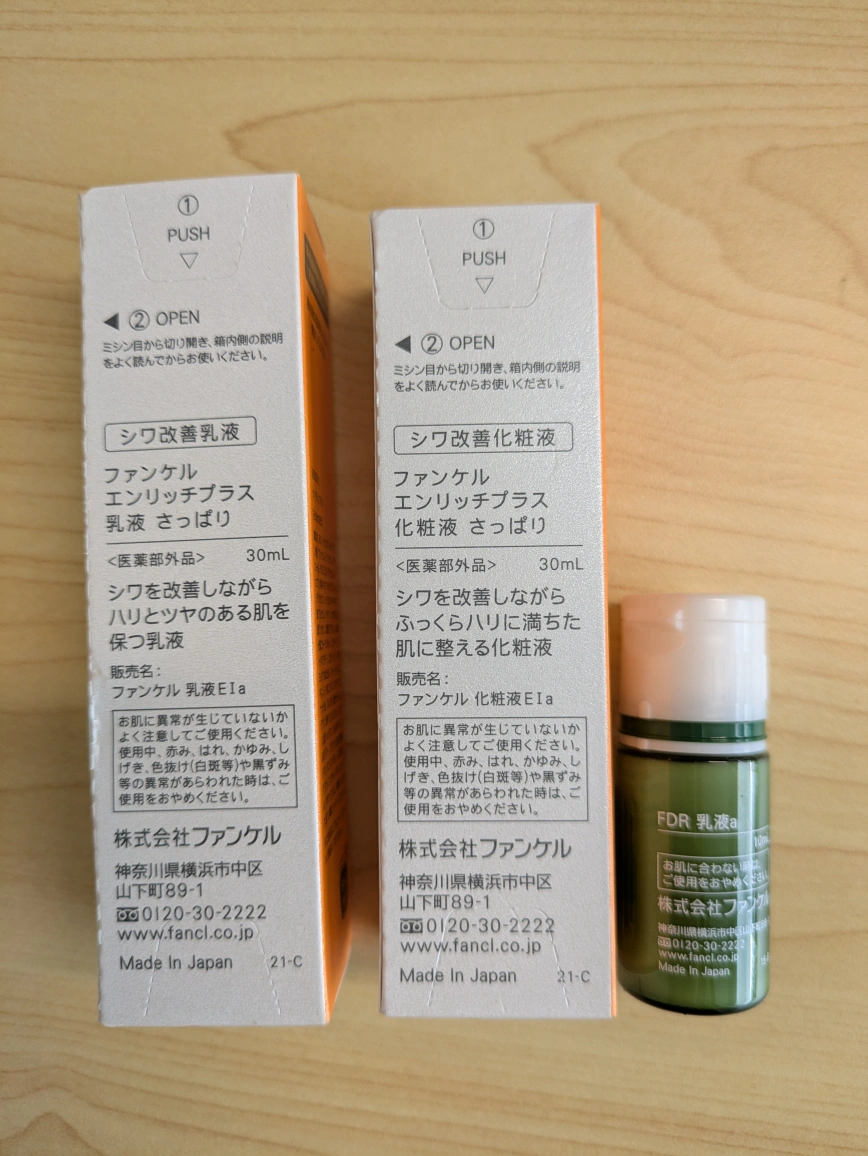 ①
PUSH
▽
◀ ② OPEN
ミシン目から切り開き、箱内側の説明
をよく読んでからお使いください。
シワ改善乳液
ファンケル
エンリッチプラス
乳液 さっぱり
<医薬部外品> 30mL
シワを改善しながら
ハリとツヤのある肌を
保つ乳液
販売名:
ファンケル 乳液EIa
お肌に異常が生じていないか
よく注意してご使用ください。
使用中、赤み、はれ、かゆみ、し
げき、色抜け(白斑等)や黒ずみ
等の異常があらわれた時は、ご
使用をおやめください。
株式会社ファンケル
神奈川県横浜市中区
山下町89-1
0120-30-2222
www.fancl.co.jp
Made In Japan 21-C
①
PUSH
▽
◀ ② OPEN
ミシン目から切り開き、箱内側の説明
をよく読んでからお使いください。
シワ改善化粧液
ファンケル
エンリッチプラス
化粧液 さっぱり
<医薬部外品> 30mL
シワを改善しながら
ふっくらハリに満ちた
肌に整える化粧液
販売名:
ファンケル 化粧液EIa
お肌に異常が生じていないか
よく注意してご使用ください。
使用中、赤み、はれ、かゆみ、し
げき、色抜け(白斑等)や黒ずみ
等の異常があらわれた時は、ご
使用をおやめください。
株式会社ファンケル
神奈川県横浜市中区
山下町89-1
0120-30-2222
www.fancl.co.jp
Made In Japan 21-C
FDR 乳液a
お肌に合わない
ご使用をおやめください
株式会社ファンケル
神奈川県横浜市中区山下町
0120-30-2222
www.fancl.co.jp
Made In Japan